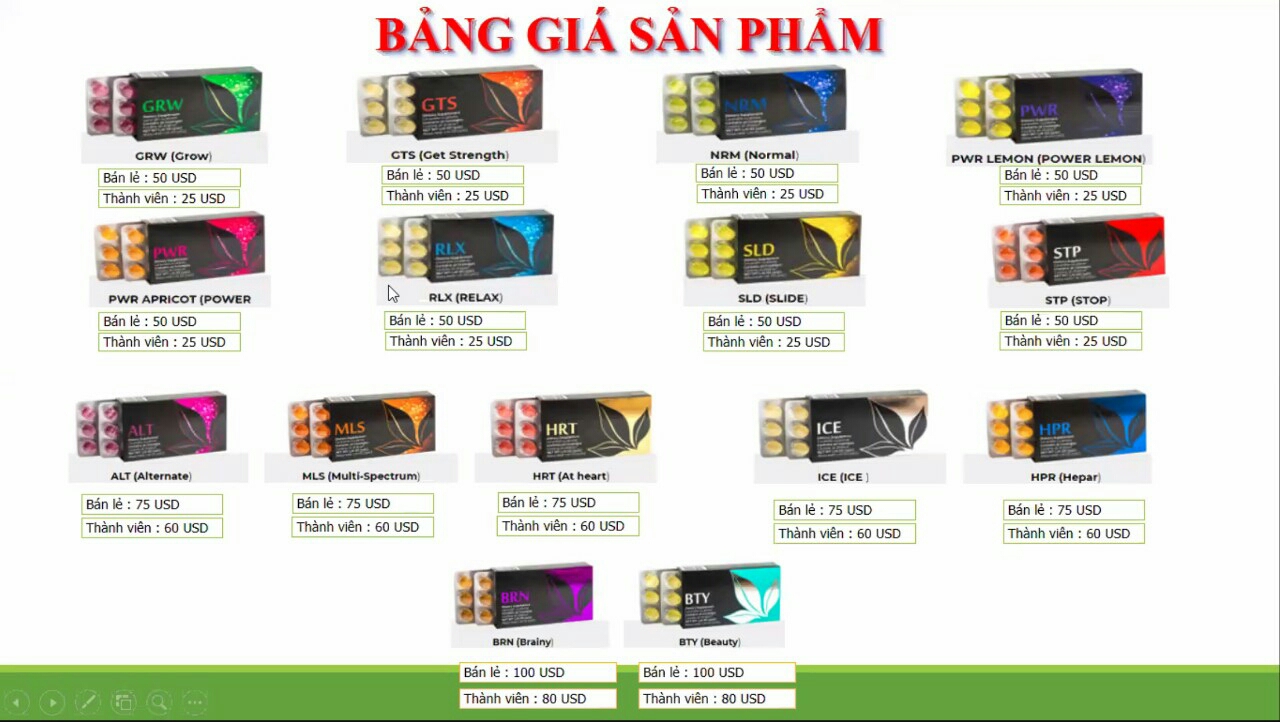 BẢNG GIÁ SẢN PHẨM
GRW
GTS
NRM
PWR
GRW (Grow)
GTS (Get Strength)
NRM (Normal)
PWR LEMON (POWER LEMON)
Bán lẻ : 50 USD
Bán lẻ : 50 USD
Bán lẻ : 50 USD
Bán lẻ : 50 USD
Thành viên : 25 USD
Thành viên : 25 USD
Thành viên : 25 USD
Thành viên : 25 USD
PWR
RLX
SLD
STP
PWR APRICOT (POWER
RLX (RELAX)
SLD (SLIDE)
STP (STOP)
Bán lẻ : 50 USD
Bán lẻ : 50 USD
Bán lẻ : 50 USD
Bán lẻ : 50 USD
Thành viên : 25 USD
Thành viên : 25 USD
Thành viên : 25 USD
Thành viên : 25 USD
ALT
MLS
HRT
ICE
HPR
ALT (Alternate)
MLS (Multi-Spectrum)
HRT (At heart)
ICE (ICE )
HPR (Hepar)
Bán lẻ : 75 USD
Bán lẻ : 75 USD
Bán lẻ : 75 USD
Bán lẻ : 75 USD
Bán lẻ : 75 USD
Thành viên : 60 USD
Thành viên : 60 USD
Thành viên : 60 USD
Thành viên : 60 USD
Thành viên : 60 USD
BRN
BTY
BRN (Brainy)
BTY (Beauty)
Bán lẻ : 100 USD
Bán lẻ : 100 USD
Thành viên : 80 USD
Thành viên : 80 USD